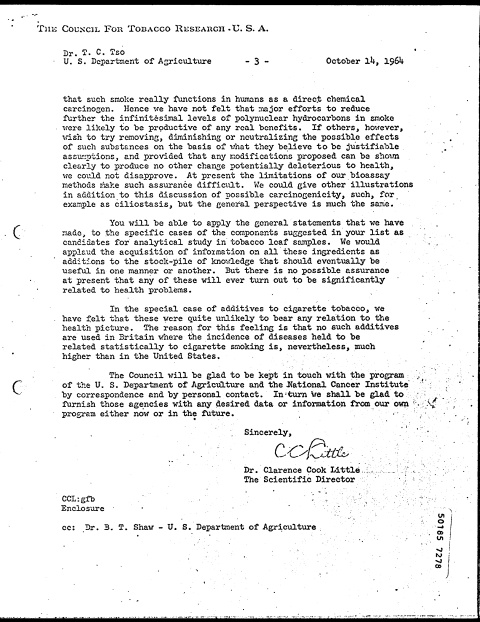 THE COUNCIL FOR TOBACCO RESEARCH - U. S. A.
Dr. T. C. Tso
U. S. Department of Agriculture - 3 - October 14, 1964
that such smoke really functions in humans as a direct chemical
carcinogen. Hence we have not felt that major efforts to reduce
further the infinitesimal levels of polynuclear hydrocarbons in smoke
were likely to be productive of any real benefits. If others, however,
wish to try removing, diminishing or neutralizing the possible effects
of such substances on the basis of what they believe to be justifiable
assumptions, and provided that any modifications proposed can be shown
clearly to produce no other change potentially deleterious to health,
we could not disapprove. At present the limitations of our bioassay
methods make such assurance difficult. We could give other illustrations
in addition to this discussion of possible carcinogenicity, such, for
example as ciliostasis, but the general perspective is much the same.
You will be able to apply the general statements that we have
made, to the specific cases of the components suggested in your list as
candidates for analytical study in tobacco leaf samples. We would
applaud the acquisition of information on all these ingredients as
additions to the stock-pile of knowledge that should eventually be
useful in one manner or another. But there is no possible assurance
at present that any of these will ever turn out to be significantly
related to health problems.
In the special case of additives to cigarette tobacco, we
have felt that these were quite unlikely to bear any relation to the
health picture. The reason for this feeling is that no such additives
are used in Britain where the incidence of diseases held to be
related statistically to cigarette smoking is, nevertheless, much
higher than in the United States.
The Council will be glad to be kept in touch with the program
of the U. S. Department of Agriculture and the National Cancer Institute
by correspondence and by personal contact. In turn we shall be glad to
furnish those agencies with any desired data or information from our own
program either now or in the future.
Sincerely,
CC Little
Dr. Clarence Cook Little
The Scientific Director
CCL:gfb
Enclosure
cc: Dr. B. T. Shaw - U. S. Department of Agriculture
50185 7278